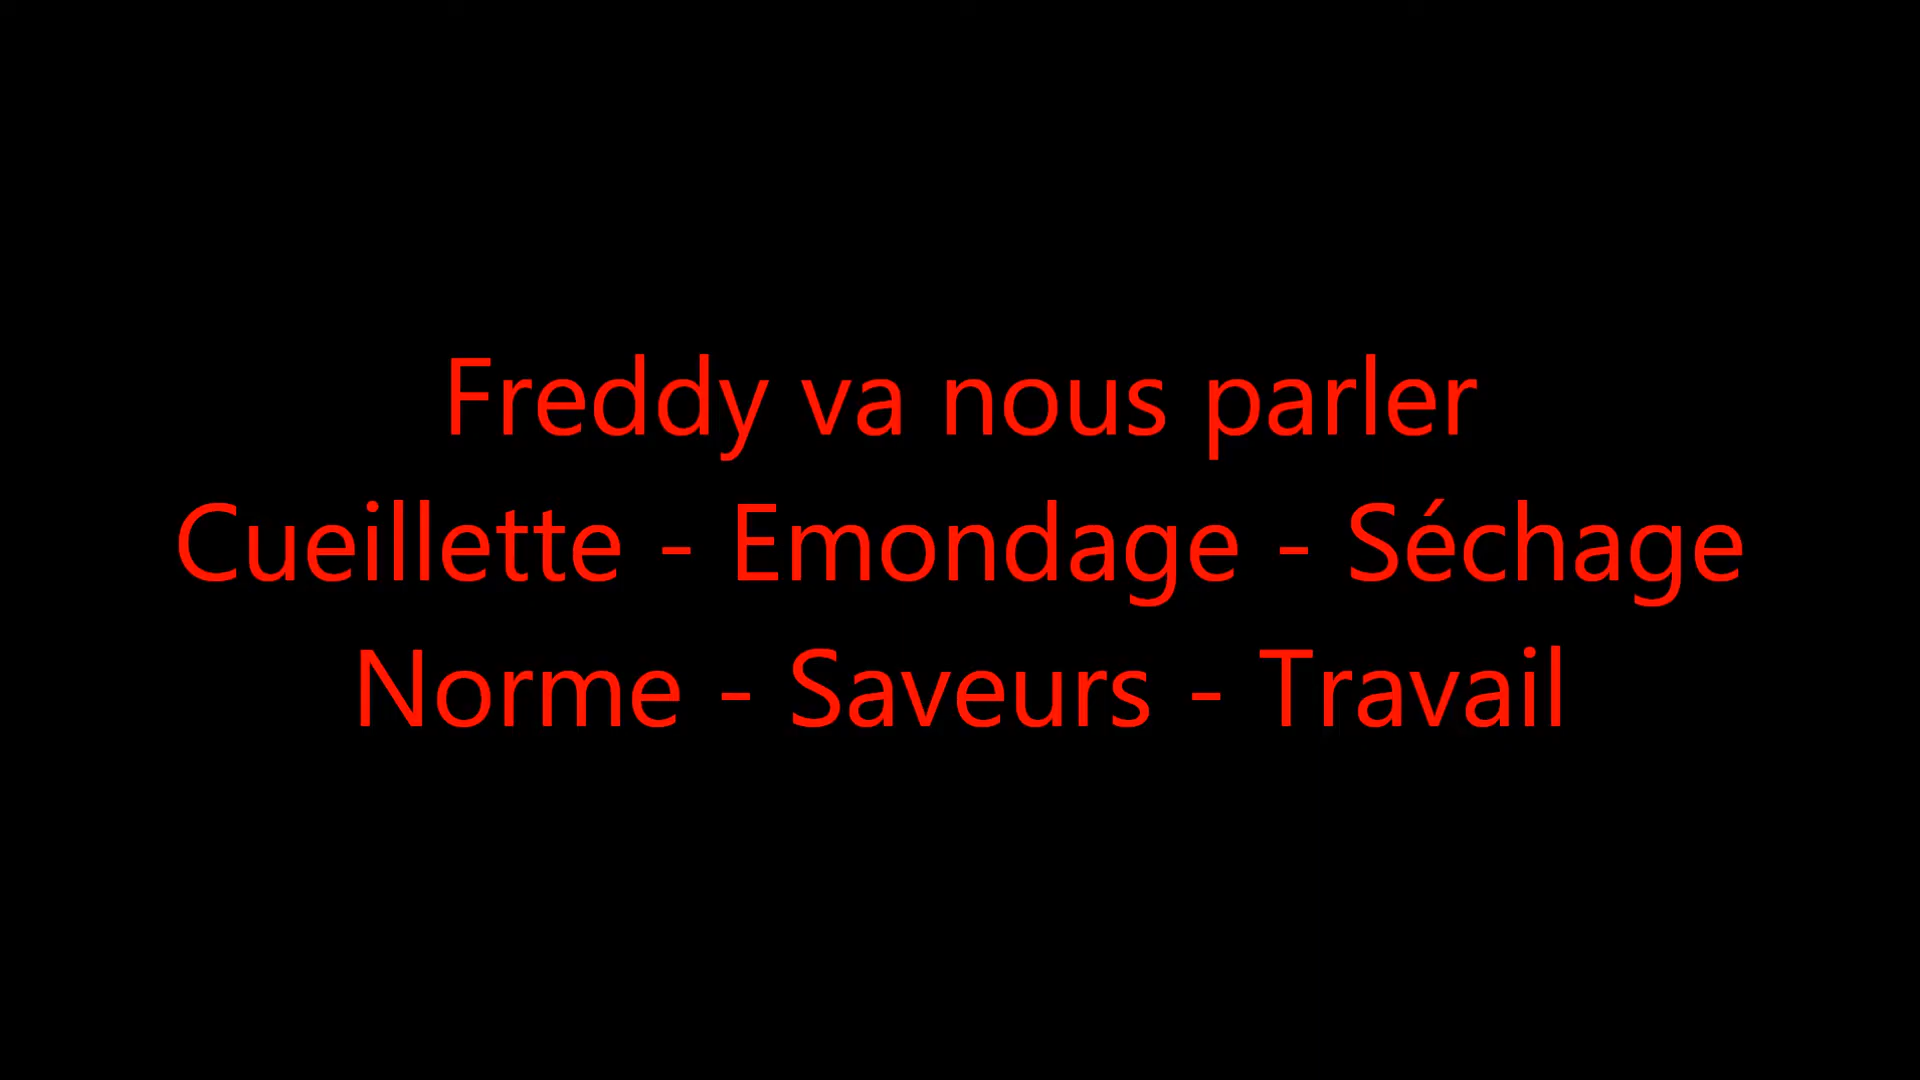 Freddy va nous parler
Cueillette - Emondage - Séchage
Norme - Saveurs - Travail